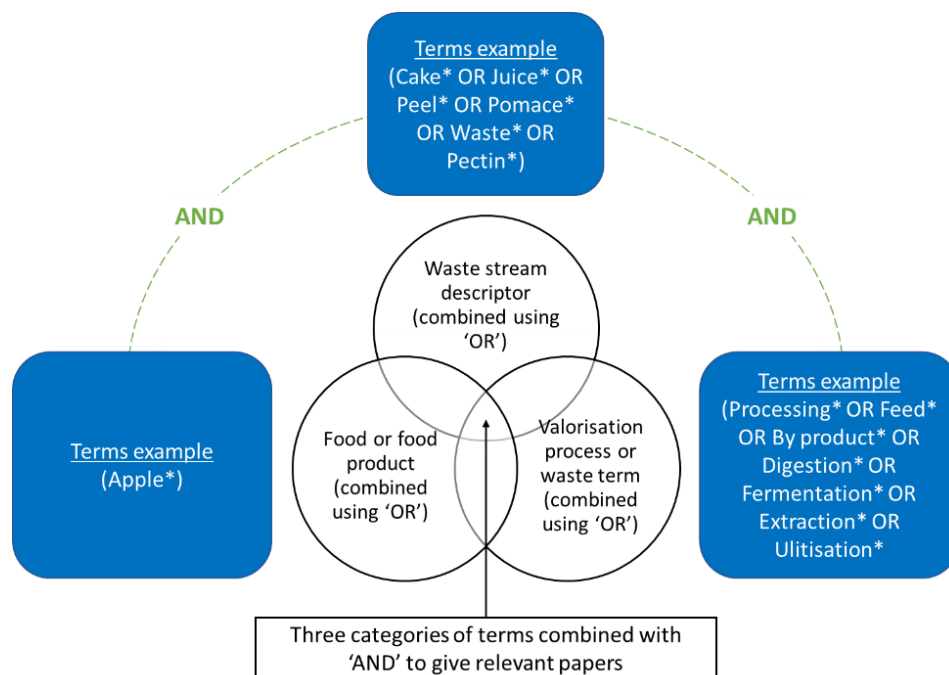 Terms example
(Cake* OR Juice* OR
Peel* OR Pomace*
OR Waste* OR
Pectin*)
AND
AND
Waste stream
descriptor
(combined using
‘OR’)
Terms example
(Apple*)
Food or food
product
(combined
using ‘OR’)
Valorisation
process or
waste term
(combined
using ‘OR’)
Terms example
(Processing* OR Feed*
OR By product* OR
Digestion* OR
Fermentation* OR
Extraction* OR
Ulitisation*
Three categories of terms combined with
‘AND’ to give relevant papers